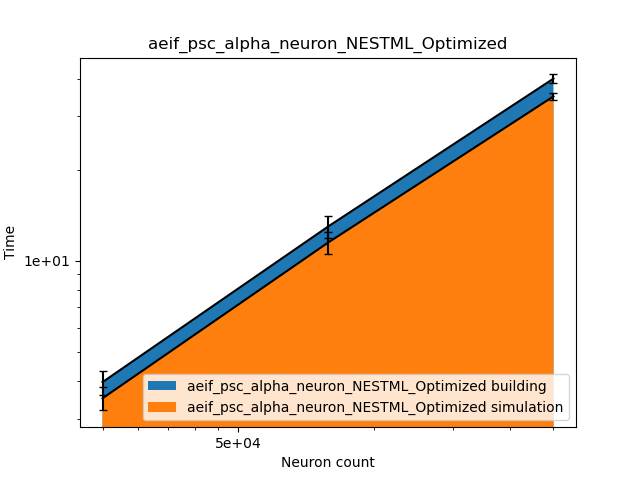 aeif_psc_alpha_neuron_NESTML_Optimized
Time
1e+01
aeif_psc_alpha_neuron_NESTML_Optimized building
aeif_psc_alpha_neuron_NESTML_Optimized simulation
5e+04
Neuron count